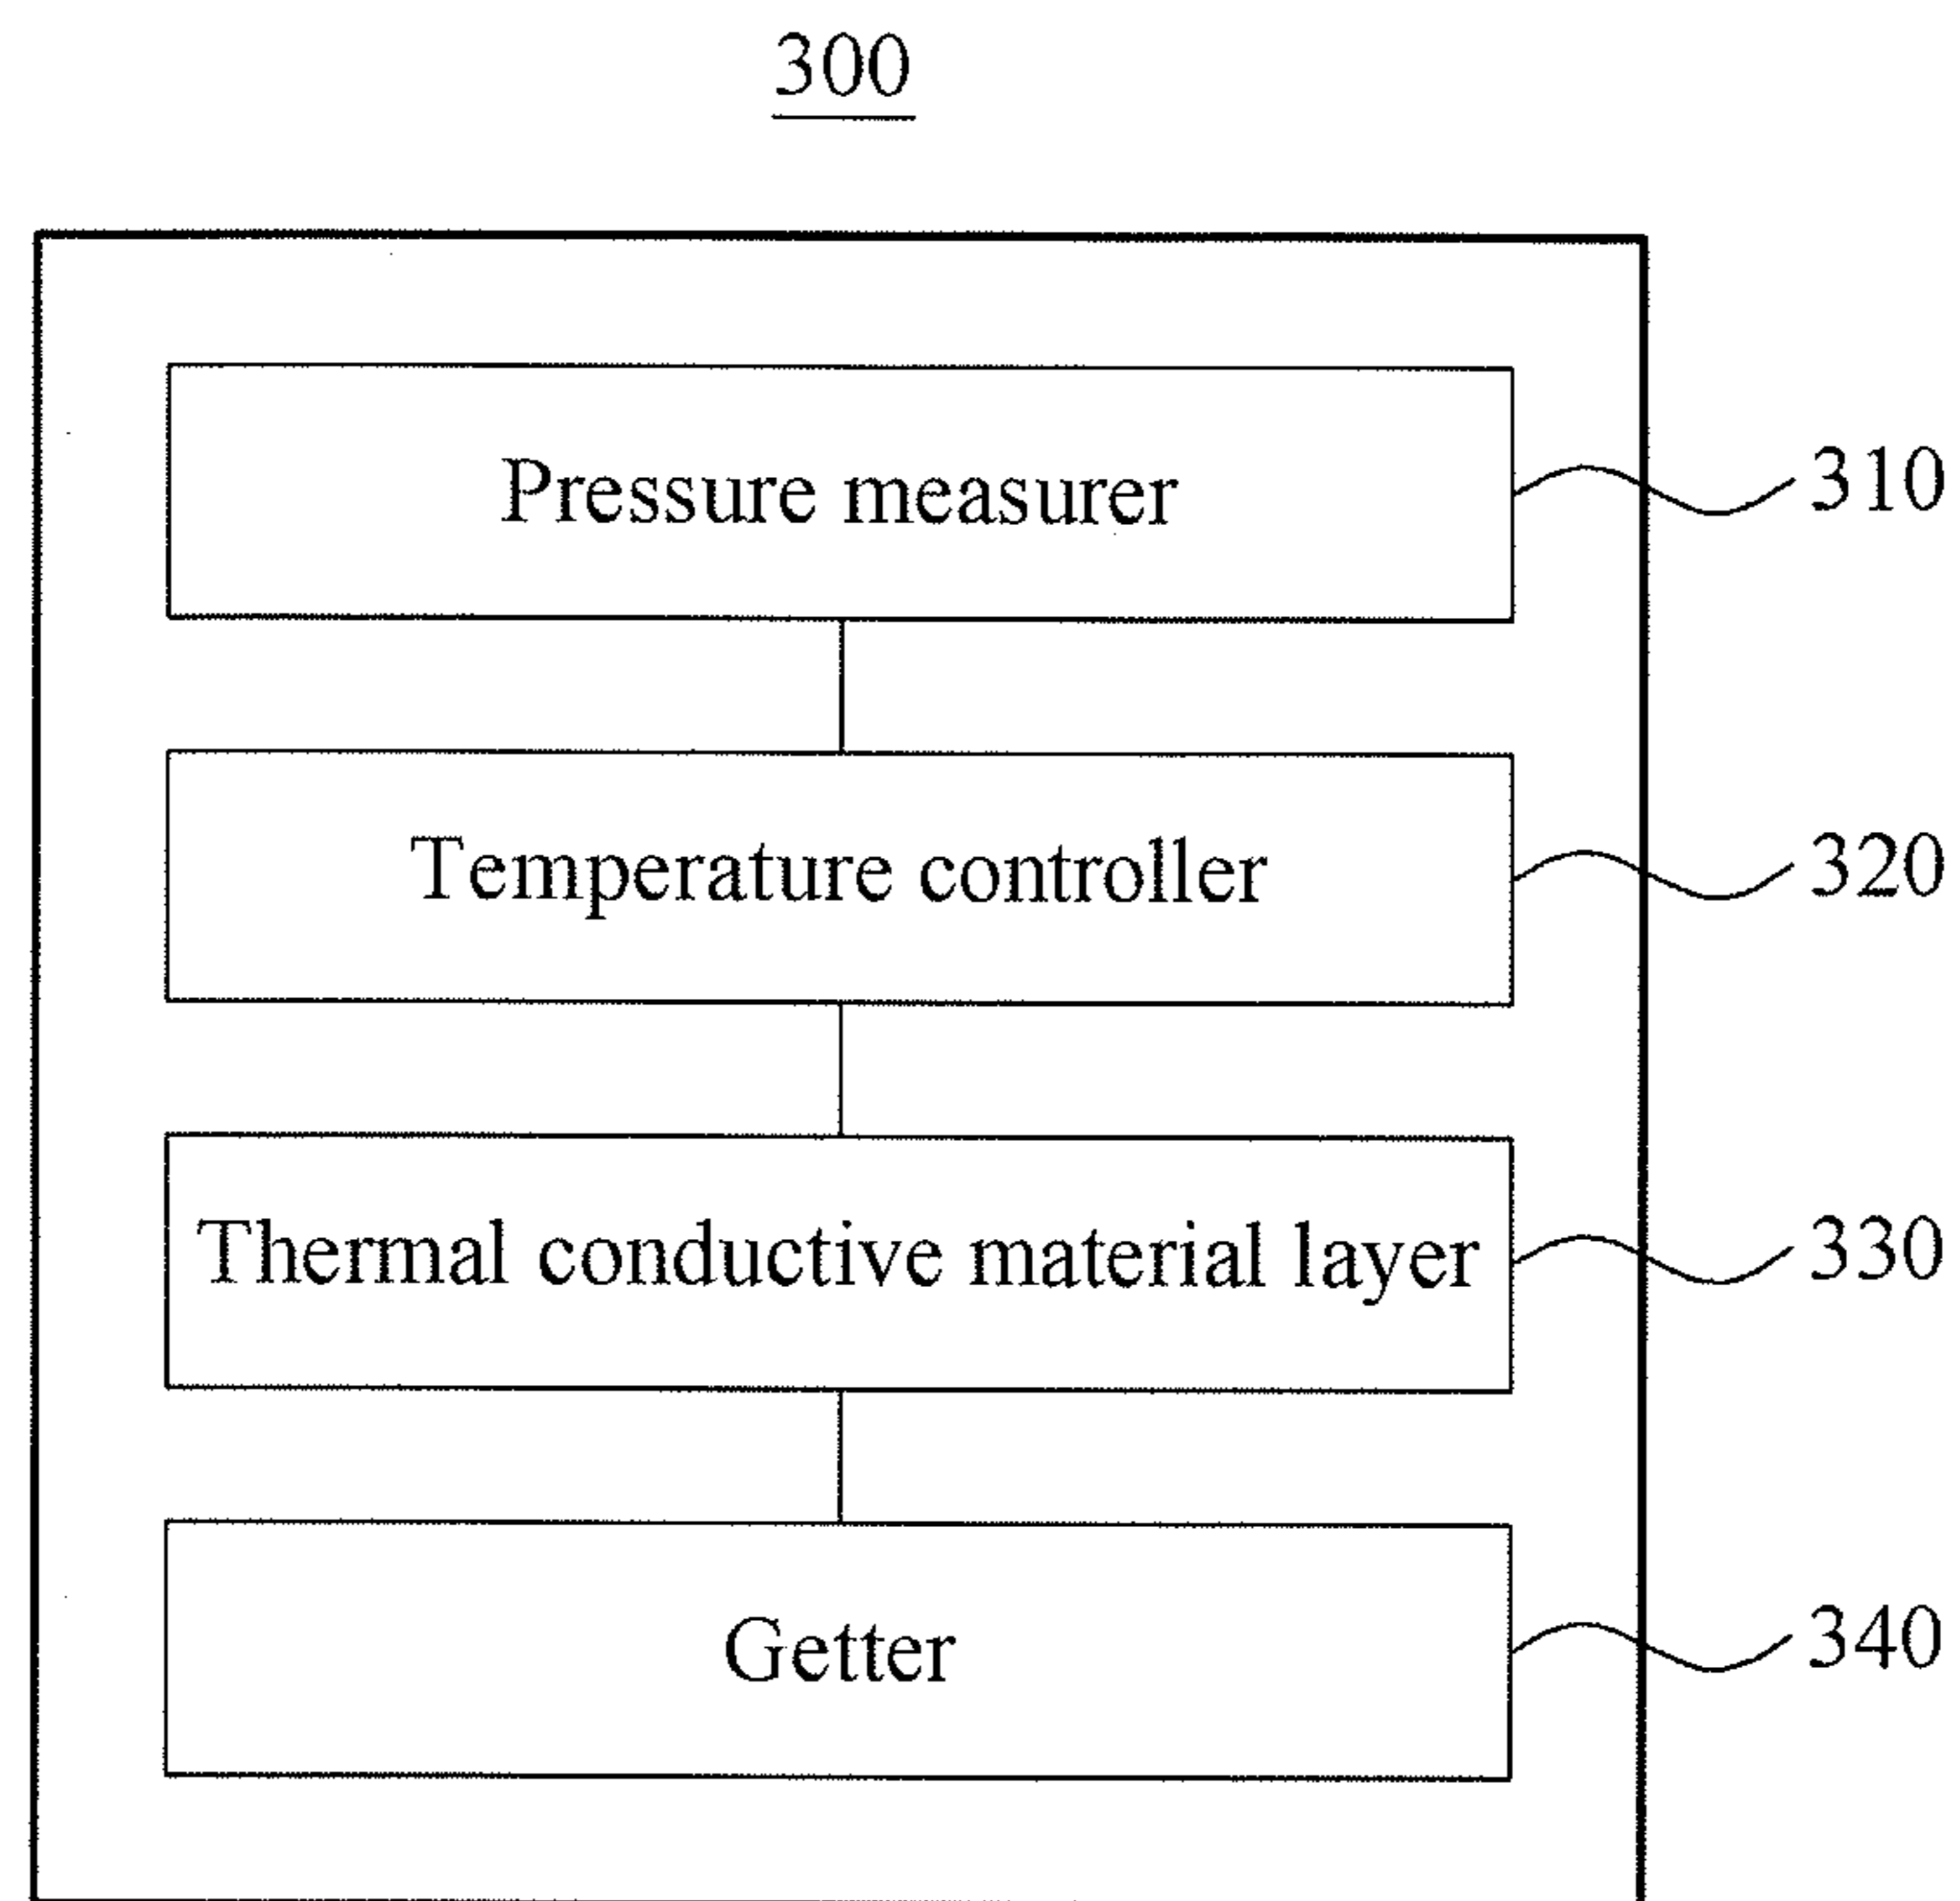 300
Pressure measurer
310
Temperature controller
320
Thermal conductive material layer
330
Getter
340